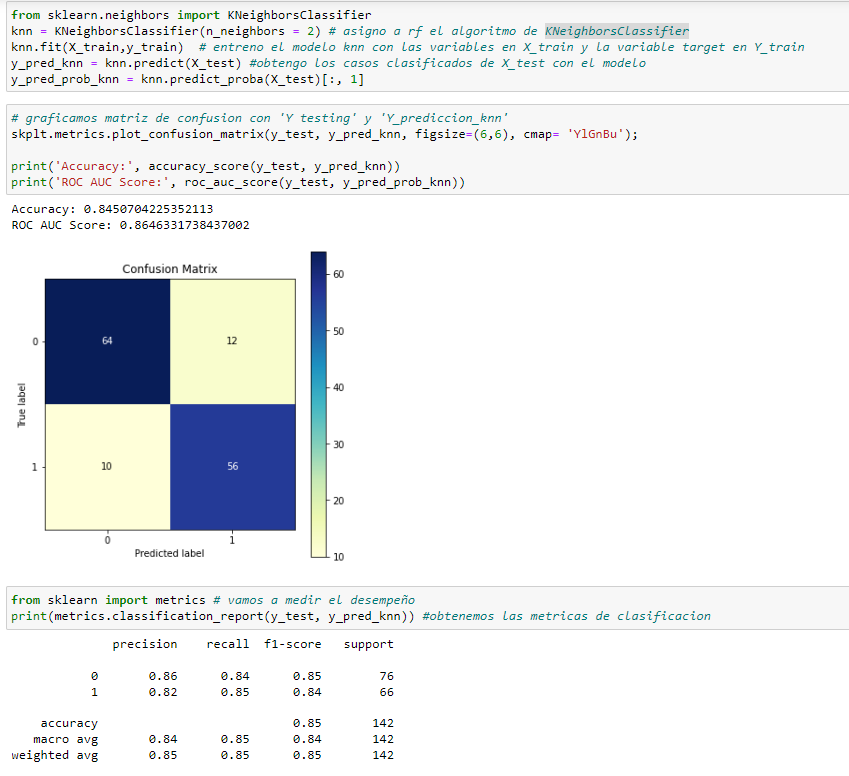 from sklearn.neighbors import KNeighborsClassifier
knn = KNeighborsClassifier(n_neighbors = 2) # asigno a rf el algoritmo de KNeighborsClassifier
knn.fit(X_train,y_train)  # entreno el modelo knn con las variables en X_train y la variable target en Y_train
y_pred_knn = knn.predict(X_test) #obtengo los casos clasificados de X_test con el modelo
y_pred_prob_knn = knn.predict_proba(X_test)[:, 1]
# graficamos matriz de confusion con 'Y testing' y 'Y_prediccion_knn'
skplt.metrics.plot_confusion_matrix(y_test, y_pred_knn, figsize=(6,6), cmap= 'YlGnBu');
print('Accuracy:', accuracy_score(y_test, y_pred_knn))
print('ROC AUC Score:', roc_auc_score(y_test, y_pred_prob_knn))
Accuracy: 0.8450704225352113
ROC AUC Score: 0.8646331738437002
Confusion Matrix
60
50
40
30
20
10
True label
0
64 12
1
10 56
0 1
Predicted label
from sklearn import metrics # vamos a medir el desempeño
print(metrics.classification_report(y_test, y_pred_knn)) #obtenemos las metricas de clasificacion
precision recall f1-score support
0 0.86 0.84 0.85 76
1 0.82 0.85 0.84 66
accuracy 0.85 142
macro avg 0.84 0.85 0.84 142
weighted avg 0.85 0.85 0.85 142